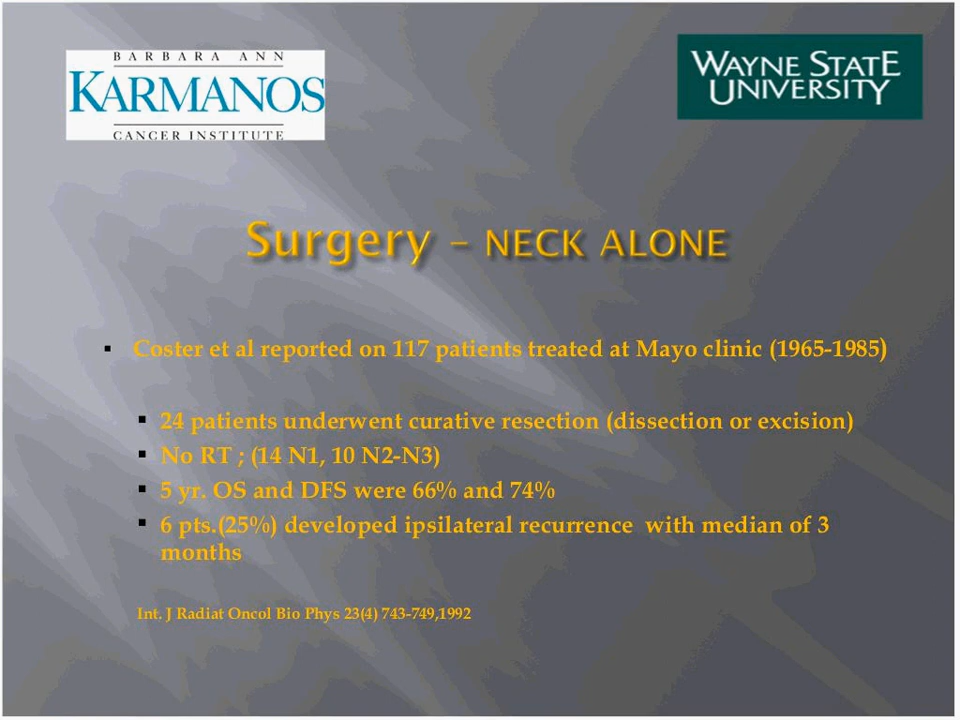 BARBARA ANN
KARMANOS
CANCER INSTITUTE
WAYNE STATE
UNIVERSITY
Surgery – NECK ALONE
▪ Coster et al reported on 117 patients treated at Mayo clinic (1965-1985)
▪ 24 patients underwent curative resection (dissection or excision)
▪ No RT ; (14 N1, 10 N2-N3)
▪ 5 yr. OS and DFS were 66% and 74%
▪ 6 pts.(25%) developed ipsilateral recurrence with median of 3
months
Int. J Radiat Oncol Bio Phys 23(4) 743-749,1992